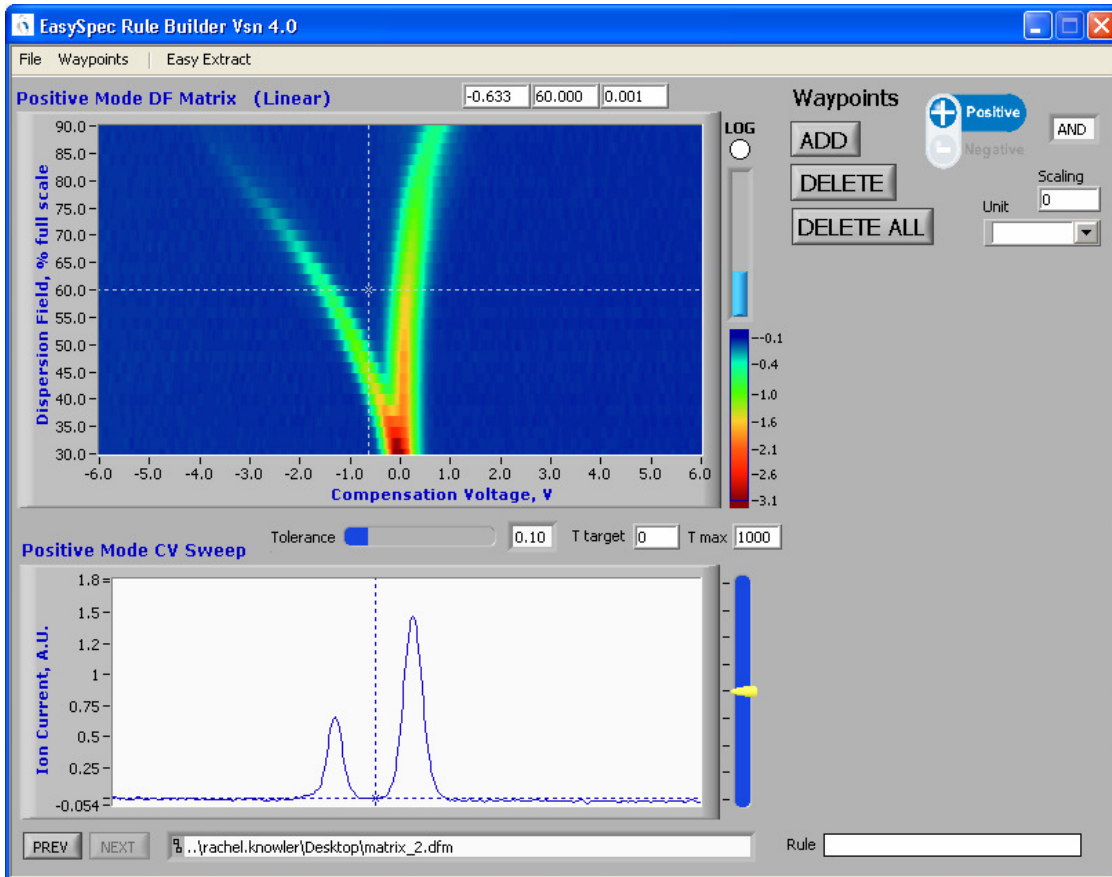 EasySpec Rule Builder Vsn 4.0
File Waypoints | Easy Extract
Positive Mode DF Matrix (Linear)
-0.633 60.000 0.001
Waypoints
Positive
Negative
AND
ADD
DELETE
DELETE ALL
Scaling
0
Unit
LOG
Dispersion Field, % full scale
90.0
85.0
80.0
75.0
70.0
65.0
60.0
55.0
50.0
45.0
40.0
35.0
30.0
-6.0 -5.0 -4.0 -3.0 -2.0 -1.0 0.0 1.0 2.0 3.0 4.0 5.0 6.0
Compensation Voltage, V
--0.1
-0.4
-1.0
-1.6
-2.1
-2.6
-3.1
Tolerance 0.10 T target 0 T max 1000
Positive Mode CV Sweep
Ion Current, A.U.
1.8
1.5
1.2
1
0.75
0.5
0.25
-0.054
PREV NEXT ..\rachel.knowler\Desktop\matrix_2.dfm
Rule